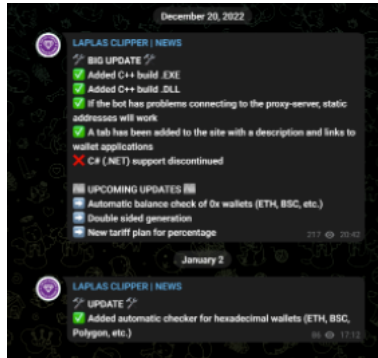 December 20, 2022
LAPLAS CLIPPER | NEWS
🛠 BIG UPDATE 🛠
✅ Added C++ build .EXE
✅ Added C++ build .DLL
✅ If the bot has problems connecting to the proxy-server, static
addresses will work
✅ A tab has been added to the site with a description and links to
wallet applications
❌ C# (.NET) support discontinued
🆕 UPCOMING UPDATES 🆕
➡️ Automatic balance check of 0x wallets (ETH, BSC, etc.)
➡️ Double sided generation
➡️ New tariff plan for percentage
217 20:42
January 2
LAPLAS CLIPPER | NEWS
🛠 UPDATE 🛠
✅ Added automatic checker for hexadecimal wallets (ETH, BSC,
Polygon, etc.)
86 17:12